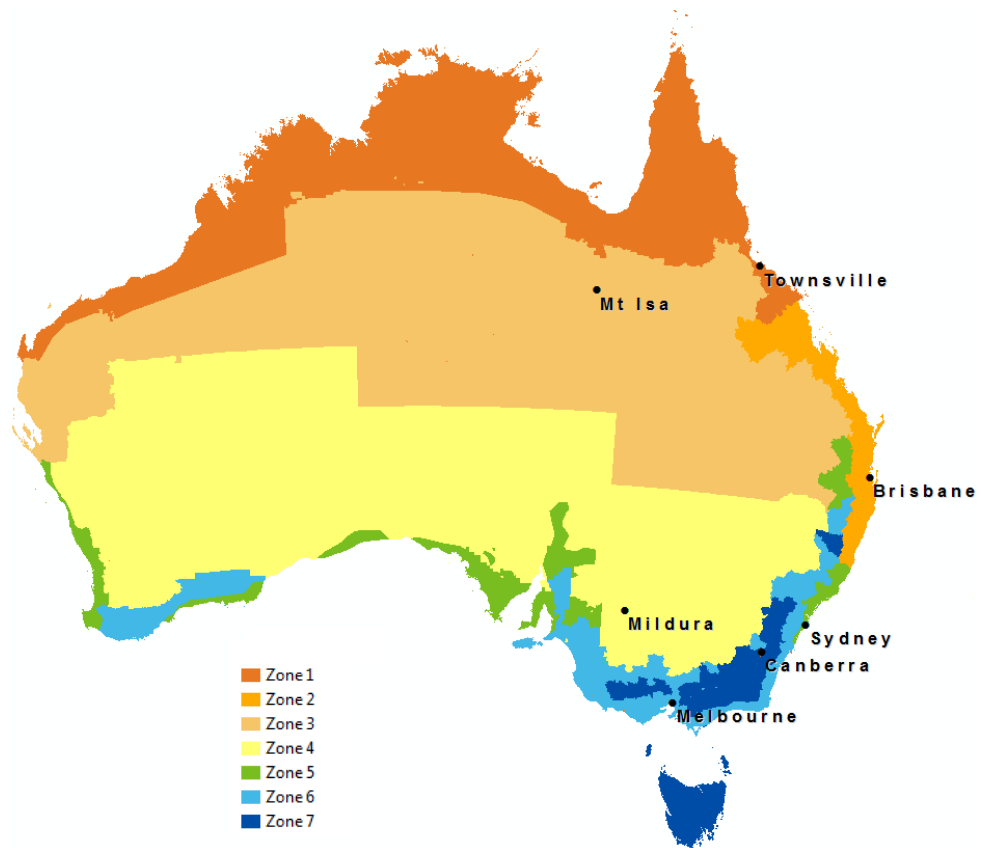 Townsville
Mt Isa
Brisbane
Mildura
Sydney
Canberra
Melbourne
Zone 1
Zone 2
Zone 3
Zone 4
Zone 5
Zone 6
Zone 7